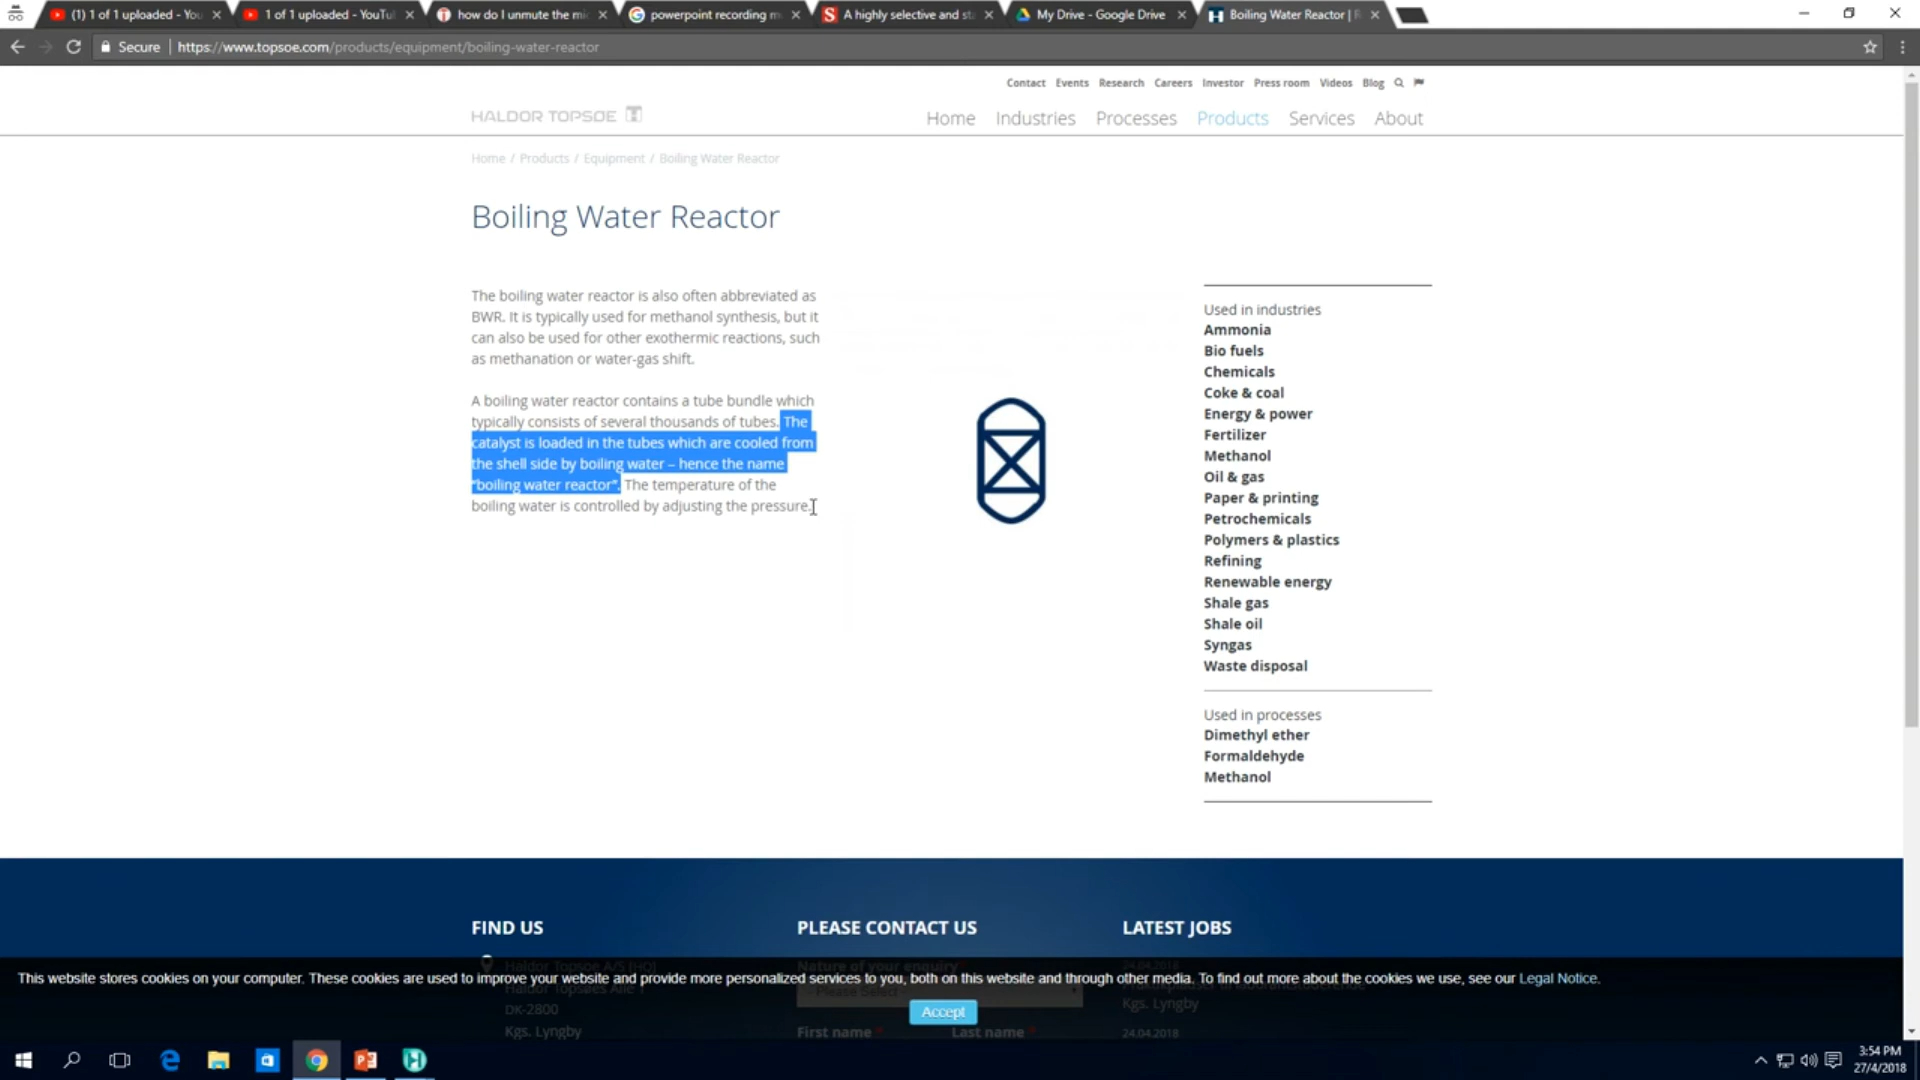 (1) 1 of 1 uploaded - You
1 of 1 uploaded - YouTu
how do I unmute the mi
powerpoint recording m
A highly selective and st
My Drive - Google Drive
Boiling Water Reactor | R
Secure | https://www.topsoe.com/products/equipment/boiling-water-reactor
Contact Events Research Careers Investor Press room Videos Blog
HALDOR TOPSØE
Home Industries Processes Products Services About
Home / Products / Equipment / Boiling Water Reactor
Boiling Water Reactor
The boiling water reactor is also often abbreviated as
BWR. It is typically used for methanol synthesis, but it
can also be used for other exothermic reactions, such
as methanation or water-gas shift.
A boiling water reactor contains a tube bundle which
typically consists of several thousands of tubes. The
catalyst is loaded in the tubes which are cooled from
the shell side by boiling water – hence the name
“boiling water reactor”. The temperature of the
boiling water is controlled by adjusting the pressure.
Used in industries
Ammonia
Bio fuels
Chemicals
Coke & coal
Energy & power
Fertilizer
Methanol
Oil & gas
Paper & printing
Petrochemicals
Polymers & plastics
Refining
Renewable energy
Shale gas
Shale oil
Syngas
Waste disposal
Used in processes
Dimethyl ether
Formaldehyde
Methanol
FIND US
PLEASE CONTACT US
LATEST JOBS
Haldor Topsøe A/S (HQ)
Nature of your enquiry
24.04.2018
This website stores cookies on your computer. These cookies are used to improve your website and provide more personalized services to you, both on this website and through other media. To find out more about the cookies we use, see our Legal Notice.
Haldor Topsøes Allé 1
Please Select
DK-2800
Kgs. Lyngby
Accept
Kgs. Lyngby
First name *
Last name *
24.04.2018
3:54 PM
27/4/2018